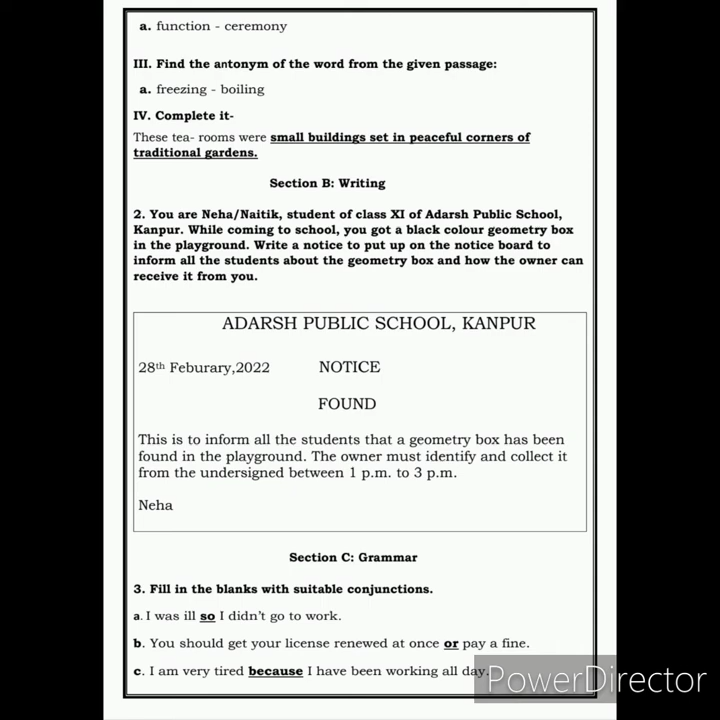 a. function - ceremony
III. Find the antonym of the word from the given passage:
a. freezing - boiling
IV. Complete it-
These tea- rooms were small buildings set in peaceful corners of
traditional gardens.
Section B: Writing
2. You are Neha/Naitik, student of class XI of Adarsh Public School,
Kanpur. While coming to school, you got a black colour geometry box
in the playground. Write a notice to put up on the notice board to
inform all the students about the geometry box and how the owner can
receive it from you.
ADARSH PUBLIC SCHOOL, KANPUR
28th Feburary,2022 NOTICE
FOUND
This is to inform all the students that a geometry box has been
found in the playground. The owner must identify and collect it
from the undersigned between 1 p.m. to 3 p.m.
Neha
Section C: Grammar
3. Fill in the blanks with suitable conjunctions.
a. I was ill so I didn't go to work.
b. You should get your license renewed at once or pay a fine.
c. I am very tired because I have been working all day.
PowerDirector